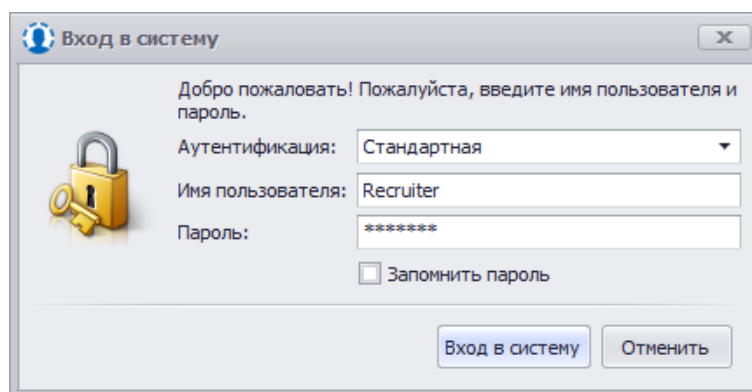 Вход в систему
Добро пожаловать! Пожалуйста, введите имя пользователя и
пароль.
Аутентификация: Стандартная
Имя пользователя: Recruiter
Пароль: *******
Запомнить пароль
Вход в систему Отменить